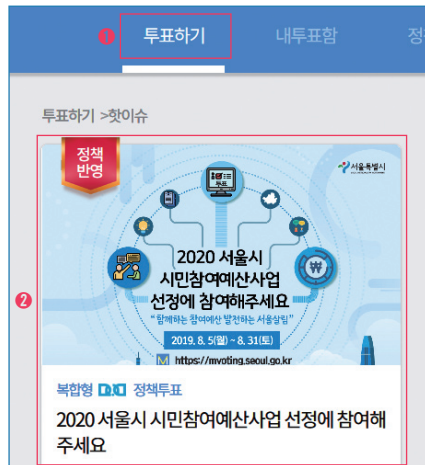 ❶ 투표하기 내투표함 정
투표하기 >핫이슈
정책
반영
서울특별시
투표
❷
2020 서울시
시민참여예산사업
선정에 참여해주세요
"함께하는 참여예산 발전하는 서울살림"
2019. 8. 5(월) ~ 8. 31(토)
M https://mvoting.seoul.go.kr
복합형 정책투표
2020 서울시 시민참여예산사업 선정에 참여해
주세요